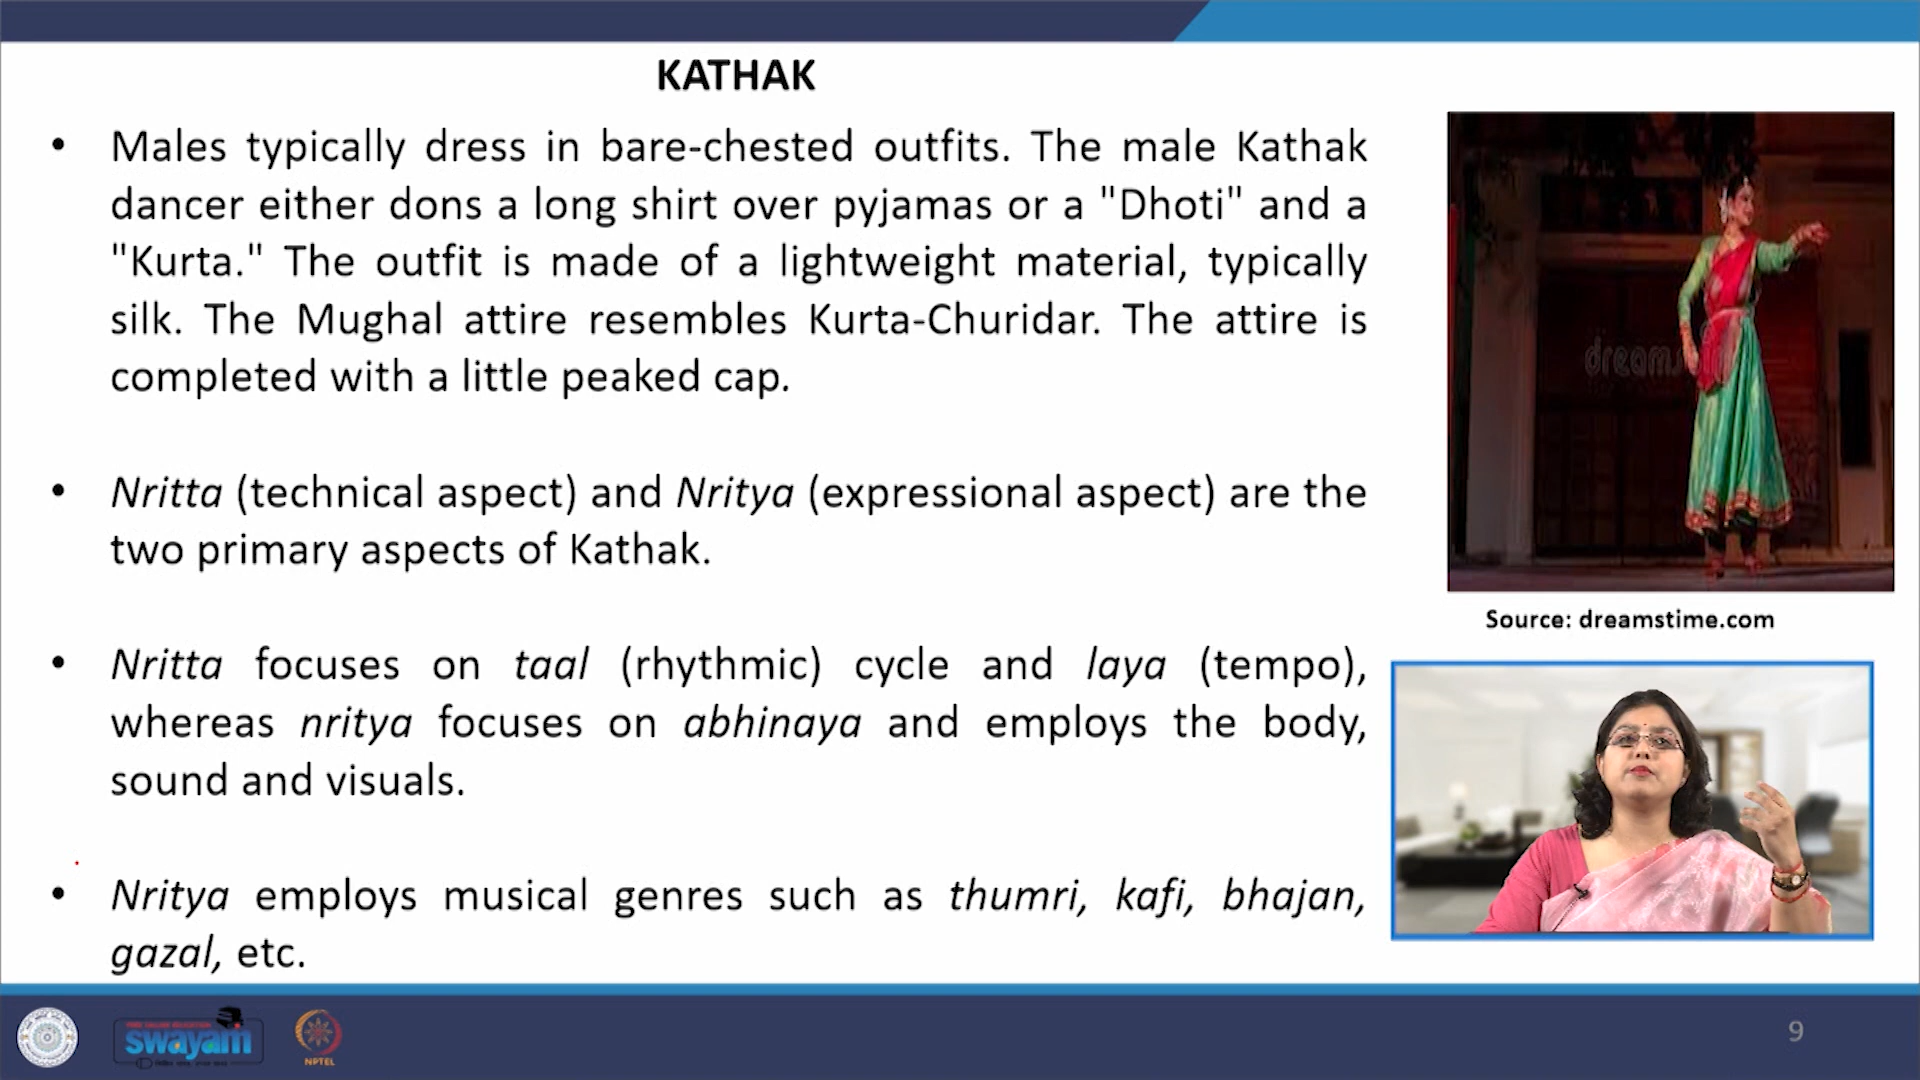 KATHAK
• Males typically dress in bare-chested outfits. The male Kathak
dancer either dons a long shirt over pyjamas or a "Dhoti" and a
"Kurta." The outfit is made of a lightweight material, typically
silk. The Mughal attire resembles Kurta-Churidar. The attire is
completed with a little peaked cap.
• Nritta (technical aspect) and Nritya (expressional aspect) are the
two primary aspects of Kathak.
• Nritta focuses on taal (rhythmic) cycle and laya (tempo),
whereas nritya focuses on abhinaya and employs the body,
sound and visuals.
• Nritya employs musical genres such as thumri, kafi, bhajan,
gazal, etc.
Source: dreamstime.com
swayam
NPTEL
9